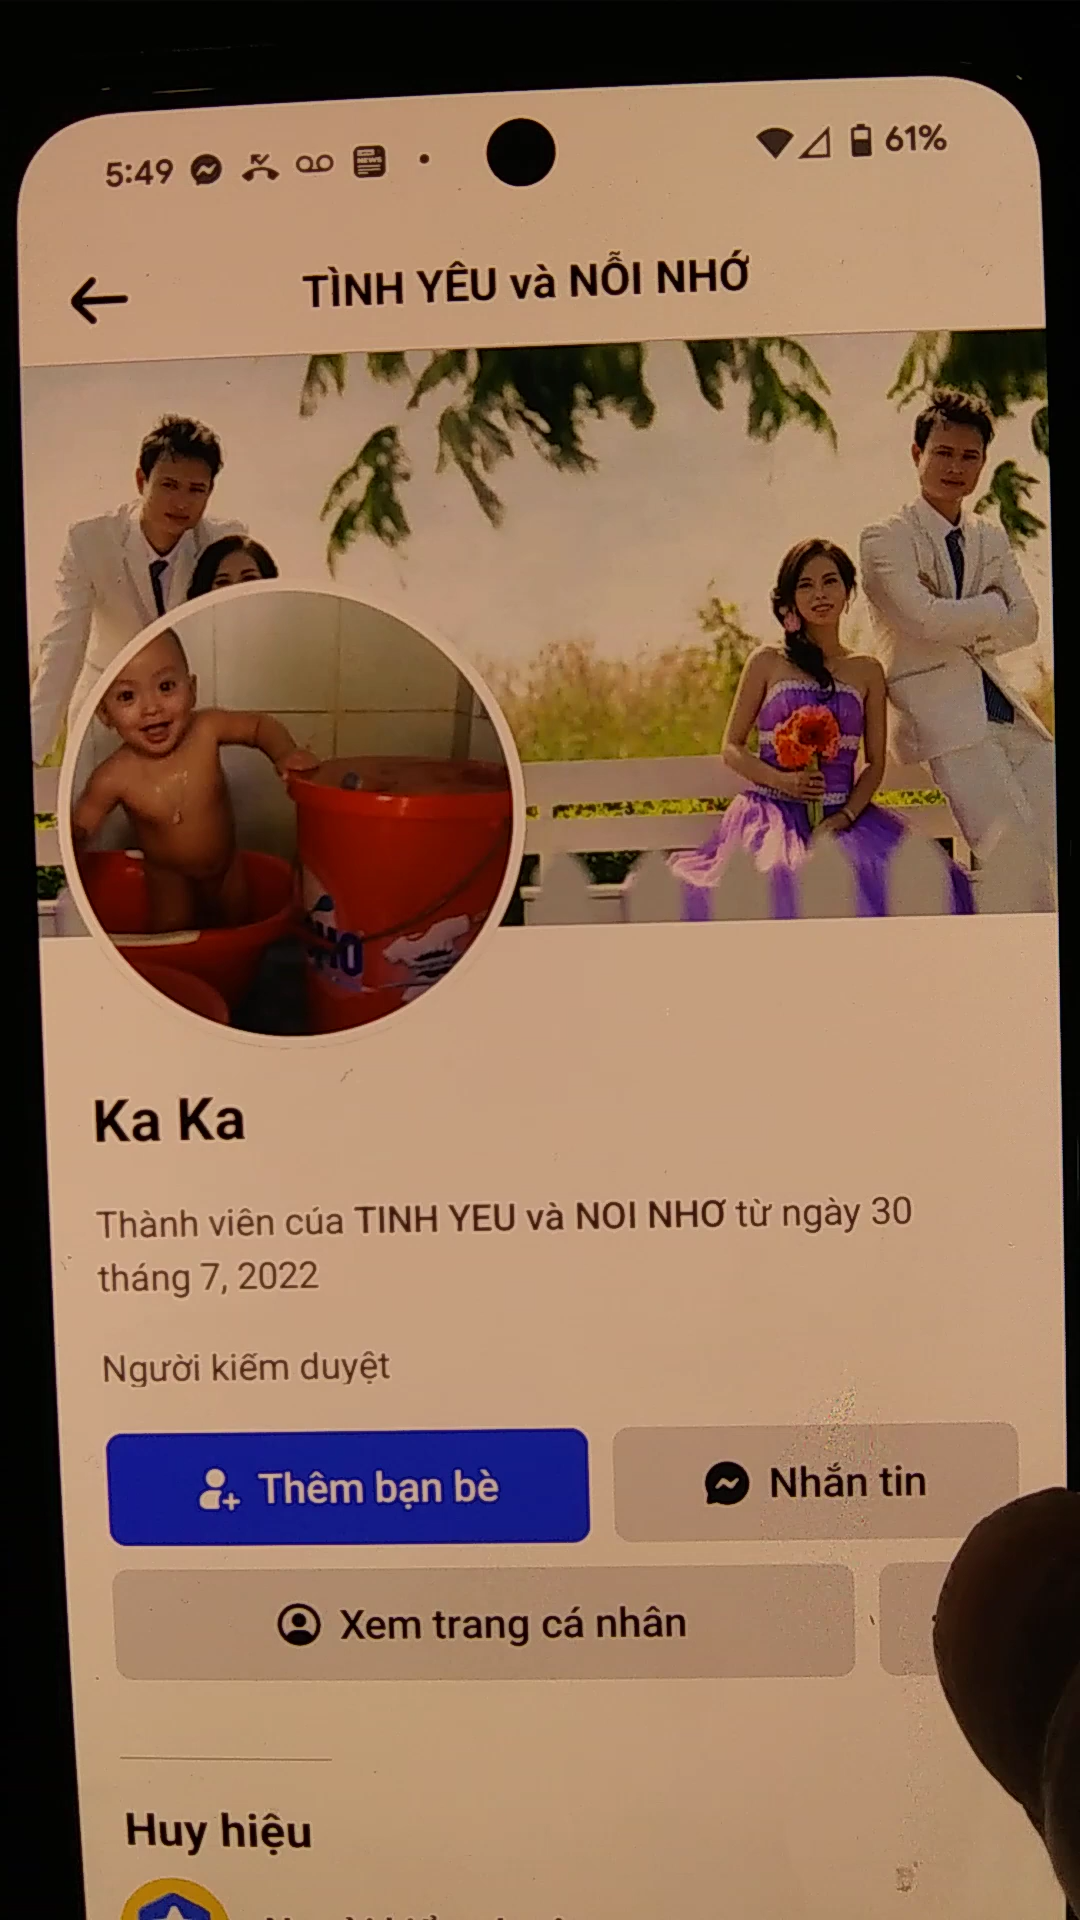 5:49
61%
TÌNH YÊU và NỖI NHỚ
Ka Ka
Thành viên của TINH YEU và NOI NHƠ từ ngày 30
tháng 7, 2022
Người kiểm duyệt
Thêm bạn bè
Nhắn tin
Xem trang cá nhân
Huy hiệu